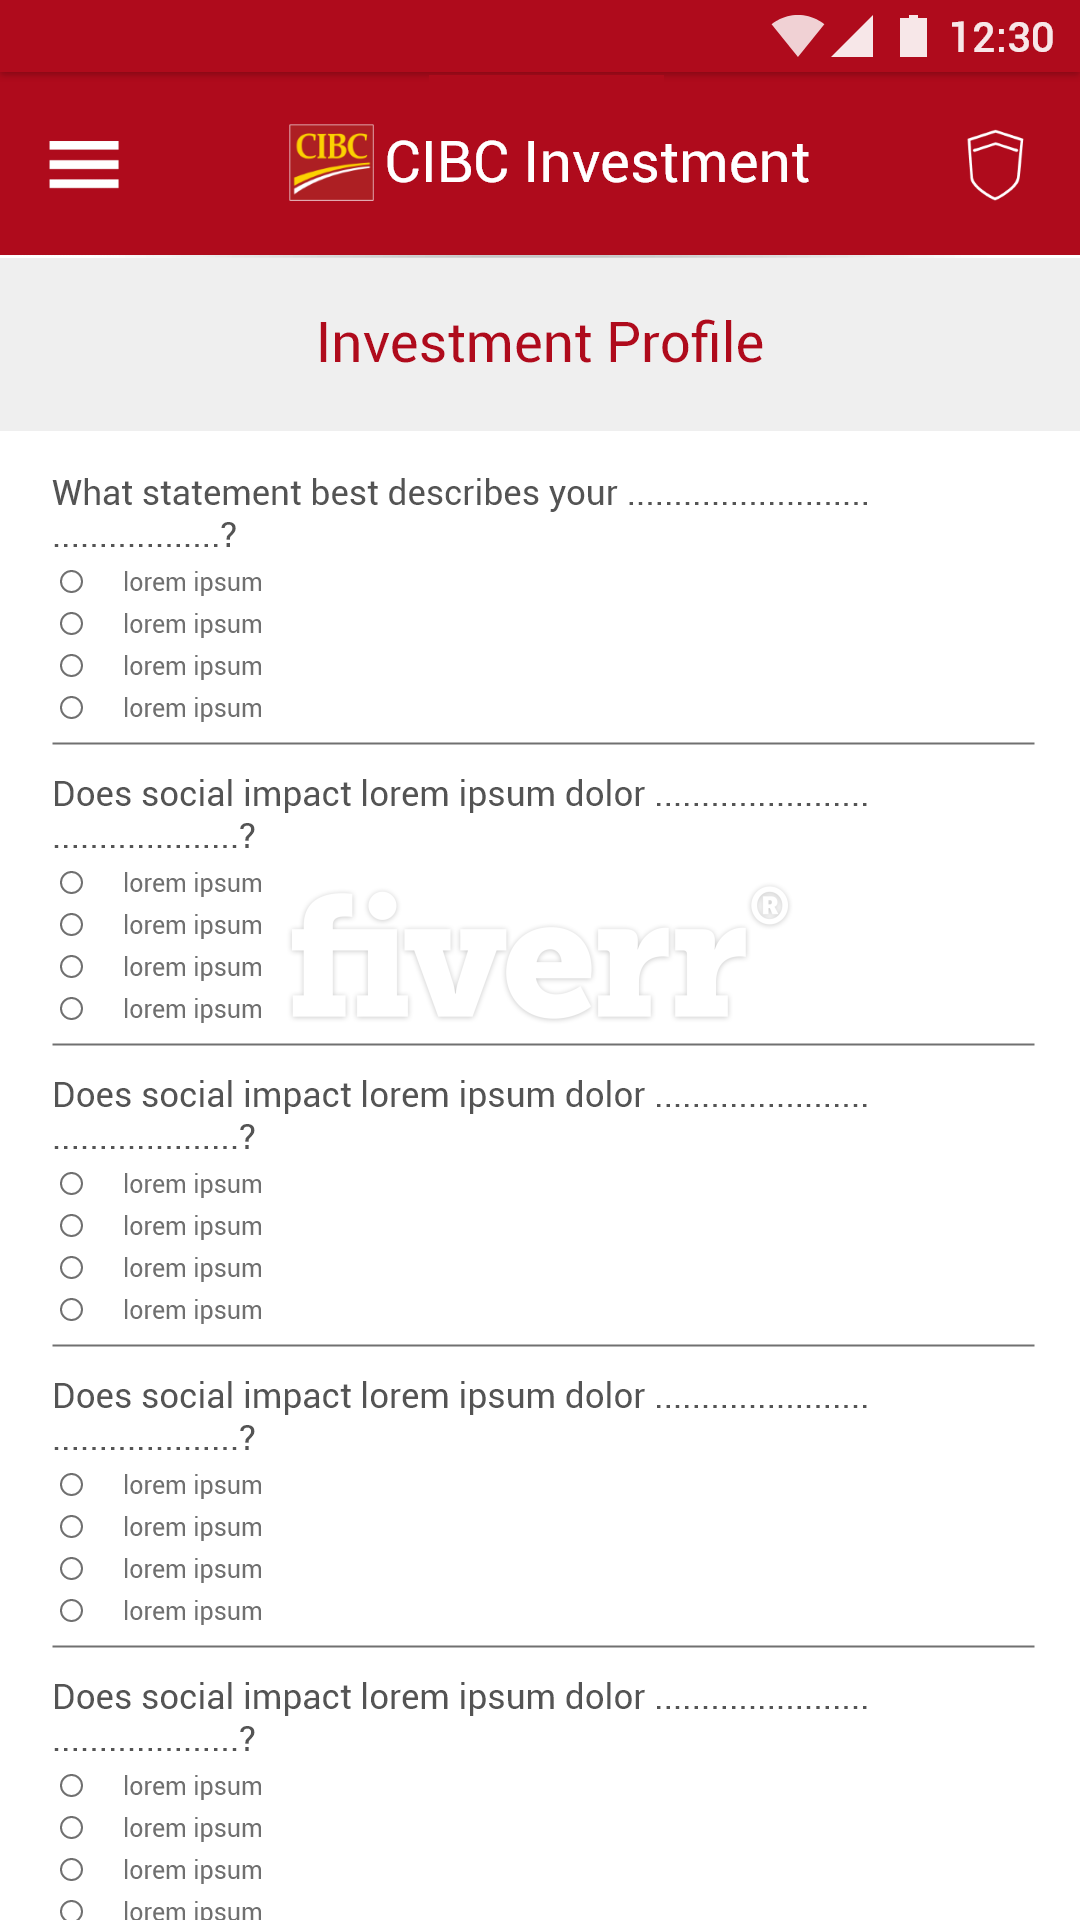 12:30
CIBC CIBC Investment
Investment Profile
What statement best describes your ..........................
..................?
lorem ipsum
lorem ipsum
lorem ipsum
lorem ipsum
Does social impact lorem ipsum dolor .......................
....................?
lorem ipsum
lorem ipsum
lorem ipsum
lorem ipsum
fiverr®
Does social impact lorem ipsum dolor .......................
....................?
lorem ipsum
lorem ipsum
lorem ipsum
lorem ipsum
Does social impact lorem ipsum dolor .......................
....................?
lorem ipsum
lorem ipsum
lorem ipsum
lorem ipsum
Does social impact lorem ipsum dolor .......................
....................?
lorem ipsum
lorem ipsum
lorem ipsum
lorem ipsum